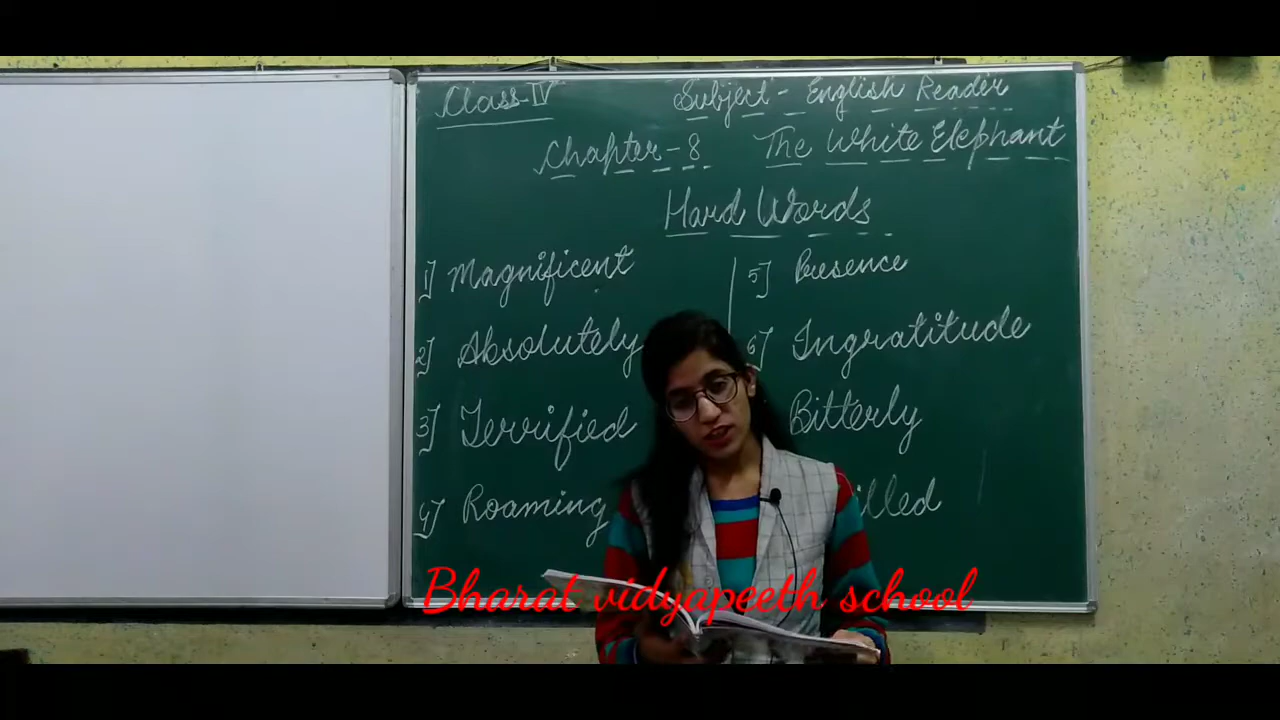 Class-IV Subject - English Reader
Chapter-8 The White Elephant
Hard Words
1] Magnificent
2] Absolutely
3] Terrified
4] Roaming
5] Presence
6] Ingratitude
Bitterly
illed
Bharat vidyapeeth school